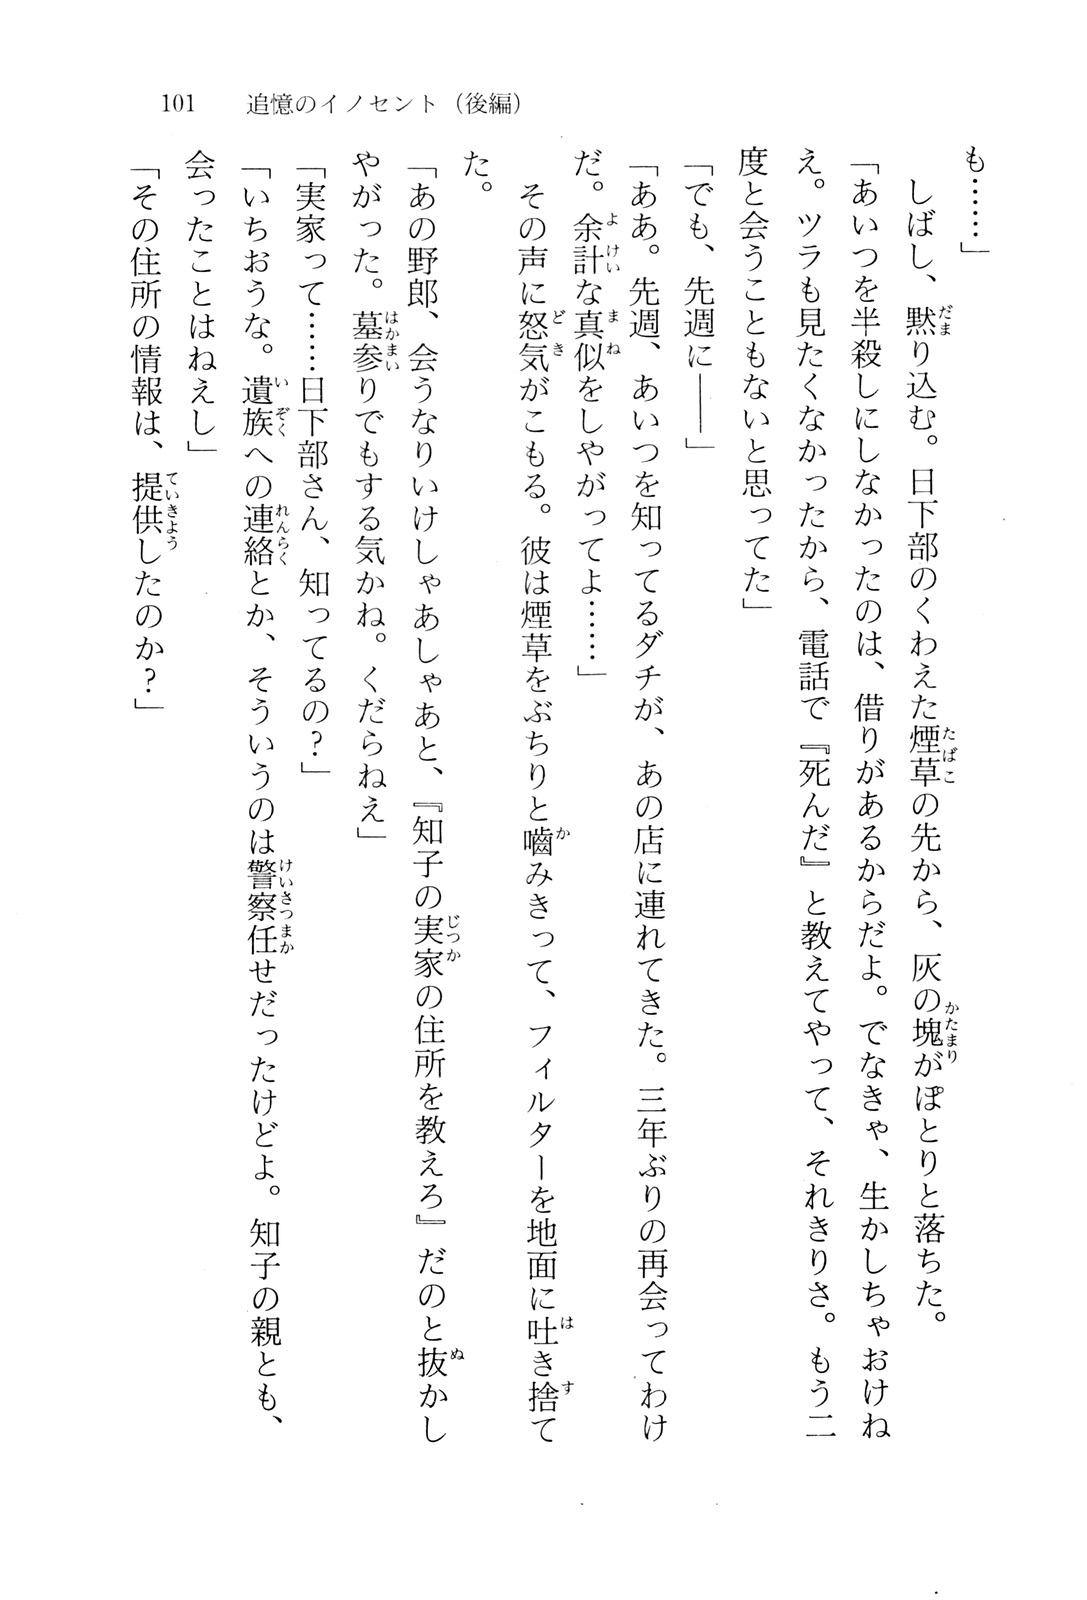 101　追憶のイノセント（後編）
も……」
　しばし、黙り込む。日下部のくわえた煙草の先から、灰の塊がぽとりと落ちた。
「あいつを半殺しにしなかったのは、借りがあるからだよ。でなきゃ、生かしちゃおけね
え。ツラも見たくなかったから、電話で『死んだ』と教えてやって、それきりさ。もう二
度と会うこともないと思ってた」
「でも、先週に――」
「ああ。先週、あいつを知ってるダチが、あの店に連れてきた。三年ぶりの再会ってわけ
だ。余計な真似をしやがってよ……」
　その声に怒気がこもる。彼は煙草をぶちりと嚙みきって、フィルターを地面に吐き捨て
た。
「あの野郎、会うなりいけしゃあしゃあと、『知子の実家の住所を教えろ』だのと抜かし
やがった。墓参りでもする気かね。くだらねえ」
「実家って……日下部さん、知ってるの？」
「いちおうな。遺族への連絡とか、そういうのは警察任せだったけどよ。知子の親とも、
会ったことはねえし」
「その住所の情報は、提供したのか？」